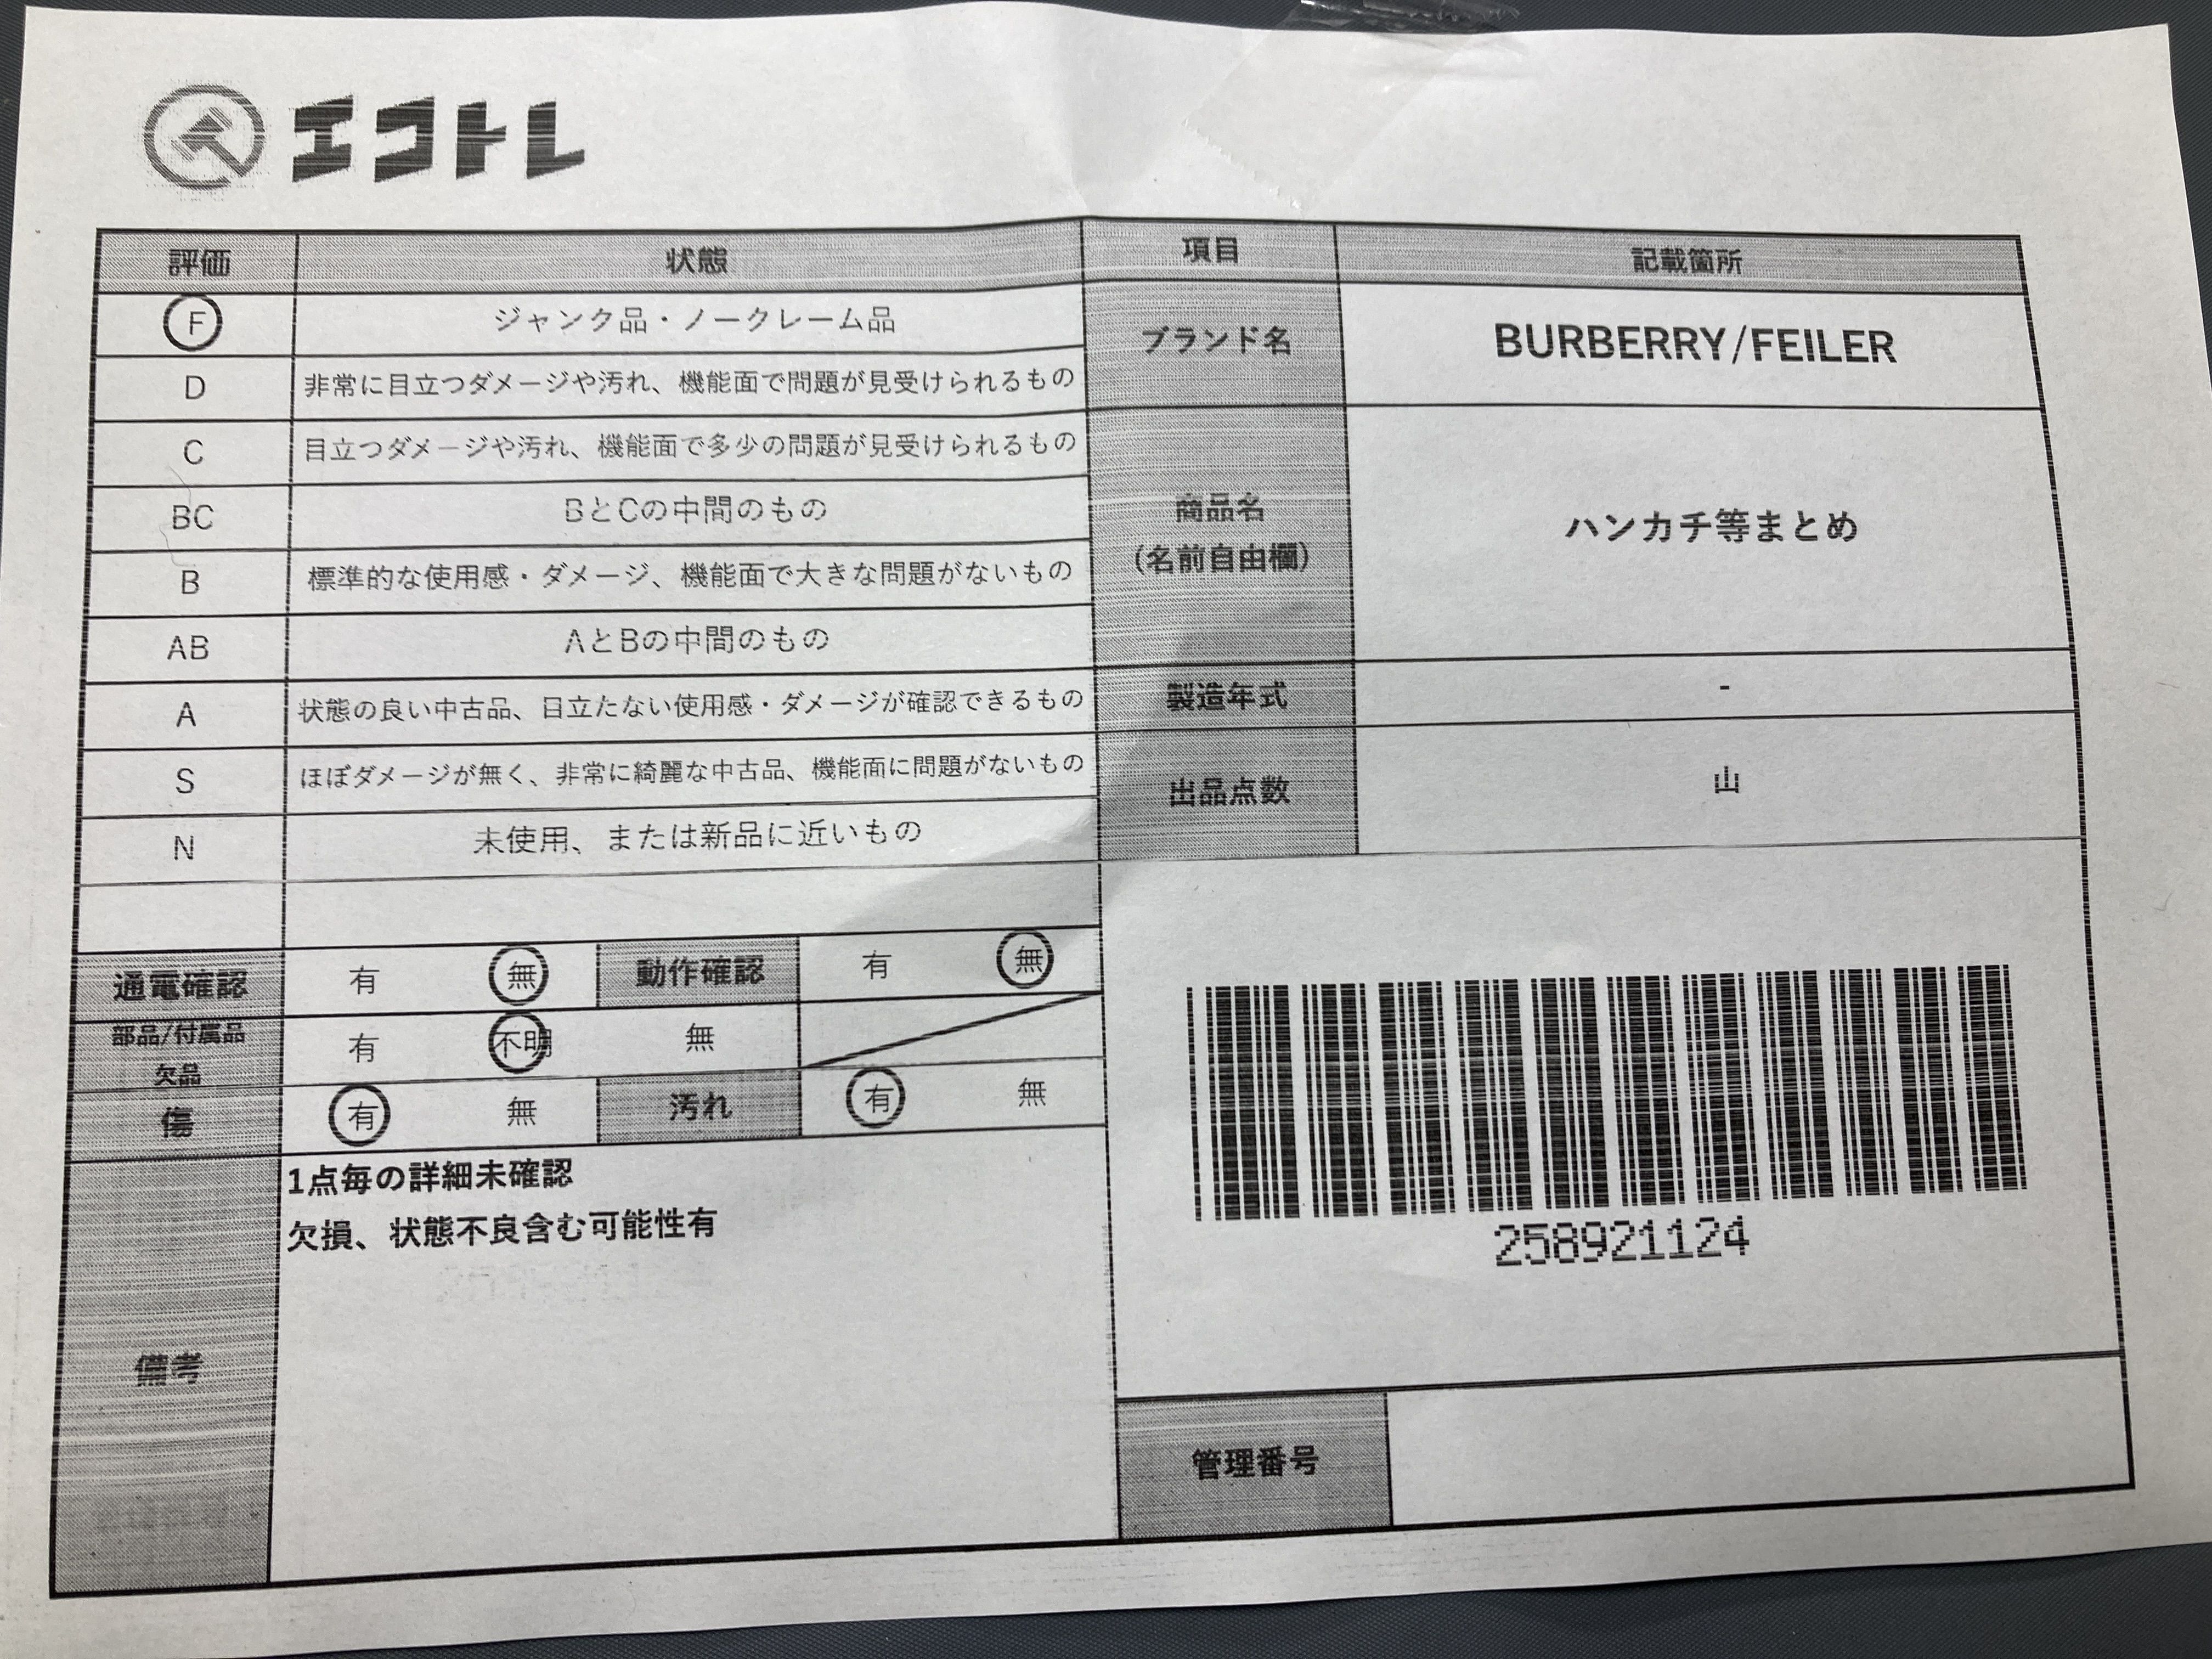 エコトレ
評価 状態
F ジャンク品・ノークレーム品
D 非常に目立つダメージや汚れ、機能面で問題が見受けられるもの
C 目立つダメージや汚れ、機能面で多少の問題が見受けられるもの
BC BとCの中間のもの
B 標準的な使用感・ダメージ、機能面で大きな問題がないもの
AB AとBの中間のもの
A 状態の良い中古品、目立たない使用感・ダメージが確認できるもの
S ほぼダメージが無く、非常に綺麗な中古品、機能面に問題がないもの
N 未使用、または新品に近いもの
通電確認 有 無 動作確認 有 無
部品/付属品
欠品 有 不明 無
傷 有 無 汚れ 有 無
備考
1点毎の詳細未確認
欠損、状態不良含む可能性有
項目 記載箇所
ブランド名 BURBERRY/FEILER
商品名
(名前自由欄) ハンカチ等まとめ
製造年式 -
出品点数 山
258921124
管理番号